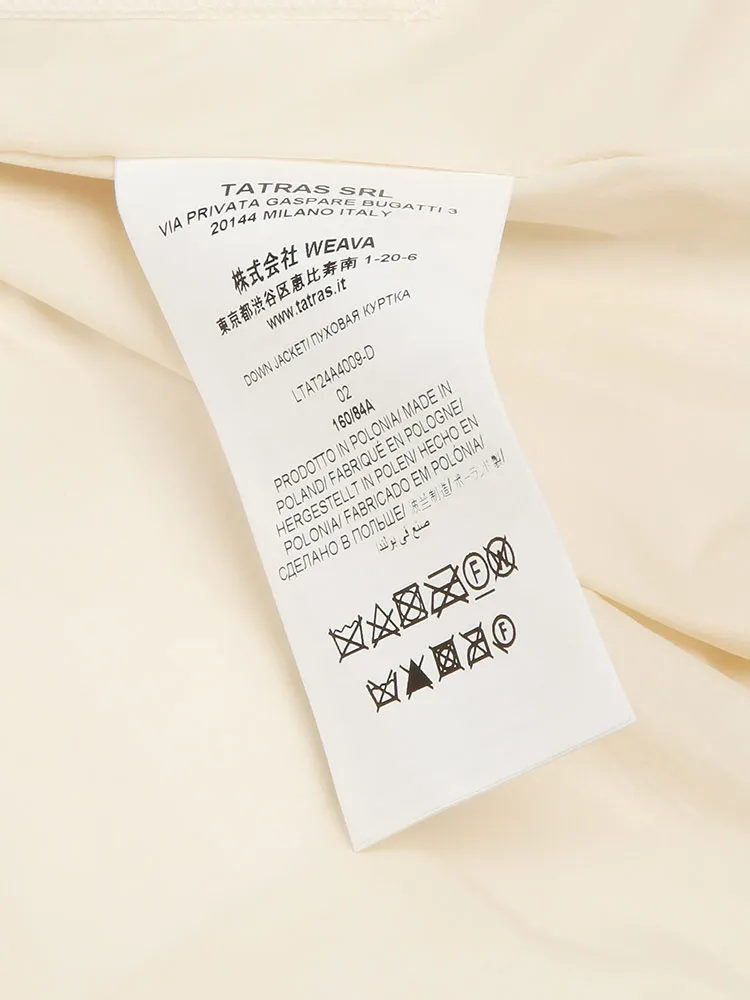 TATRAS SRL
VIA PRIVATA GASPARE BUGATTI 3
20144 MILANO ITALY
株式会社 WEAVA
東京都渋谷区恵比寿南 1-20-6
www.tatras.it
DOWN JACKET/ ПУХОВАЯ КУРТКА
LTAT24A4009-D
02
160/84A
PRODOTTO IN POLONIA/ MADE IN
POLAND/ FABRIQUÉ EN POLOGNE/
HERGESTELLT IN POLEN/ HECHO EN
POLONIA/ FABRICADO EM POLÓNIA/
СДЕЛАНО В ПОЛЬШЕ/ 波兰制造/ ポーランド製/
صنع في بولندا
F W
F